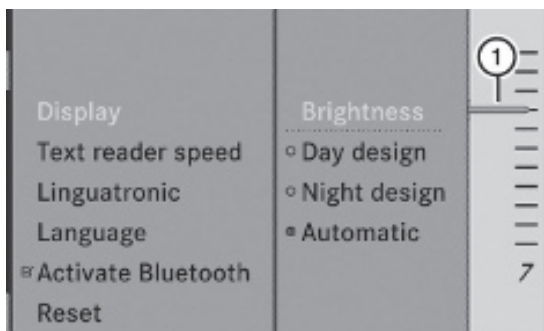 1
Display
Brightness
Text reader speed
Day design
Linguatronic
Night design
Language
Automatic
Activate Bluetooth
7
Reset